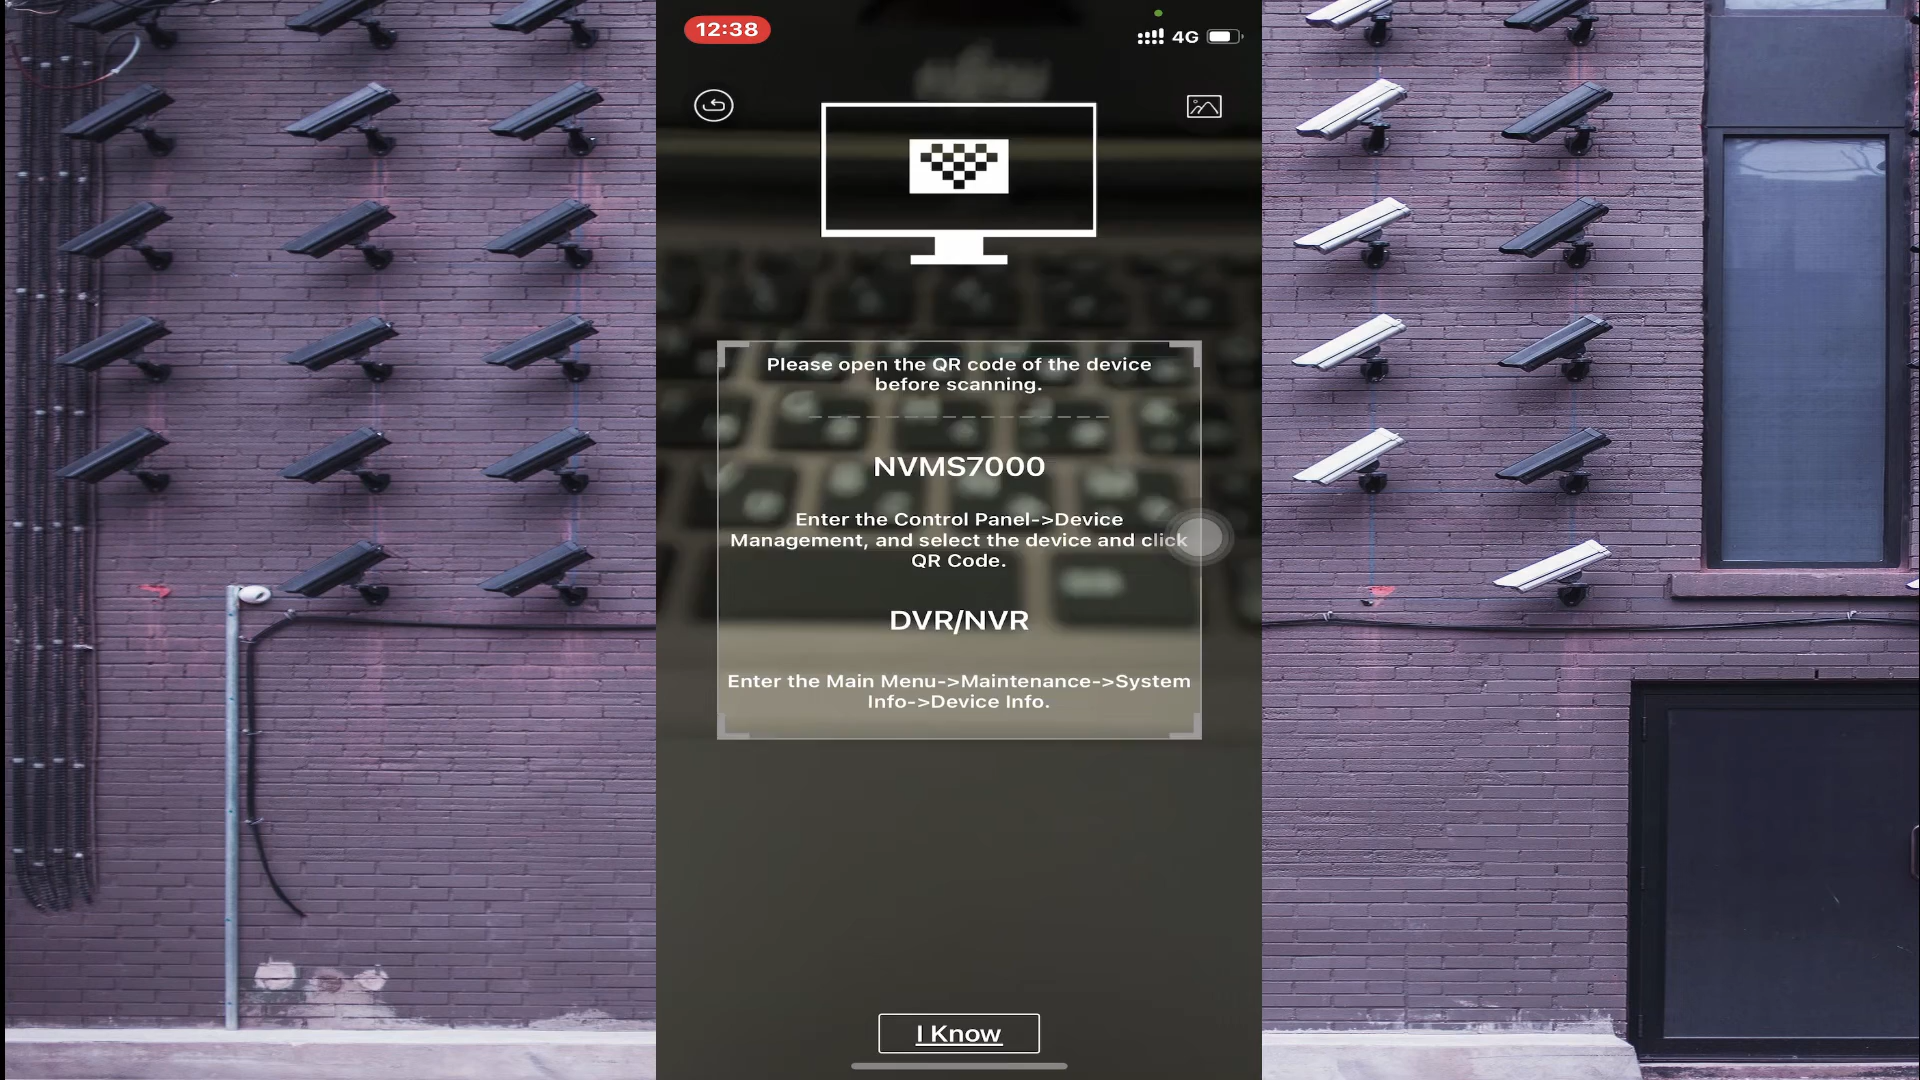 12:38
4G
Please open the QR code of the device
before scanning.
NVMS7000
Enter the Control Panel->Device
Management, and select the device and click
QR Code.
DVR/NVR
Enter the Main Menu->Maintenance->System
Info->Device Info.
I Know